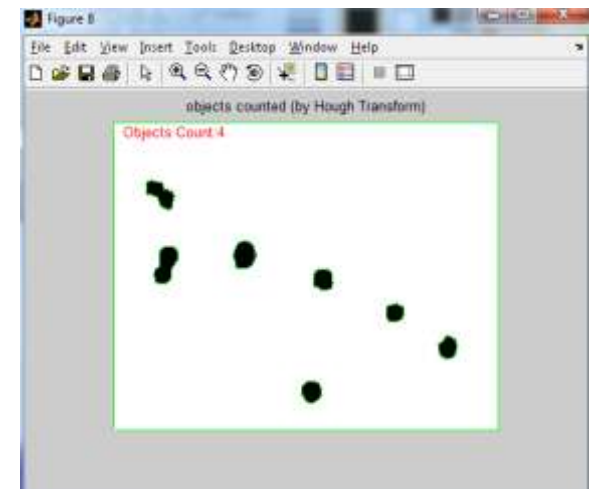 Figure 8
File Edit View Insert Tools Desktop Window Help
objects counted (by Hough Transform)
Objects Count 4